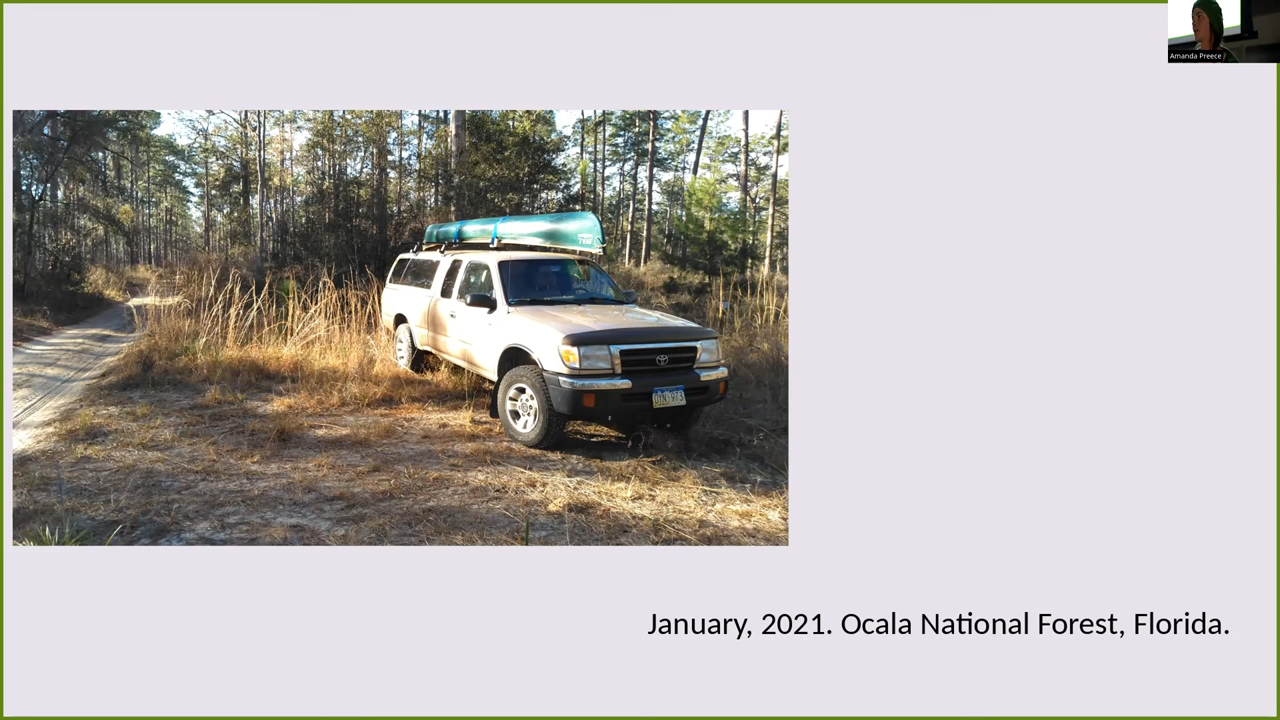 Amanda Preece
January, 2021. Ocala National Forest, Florida.